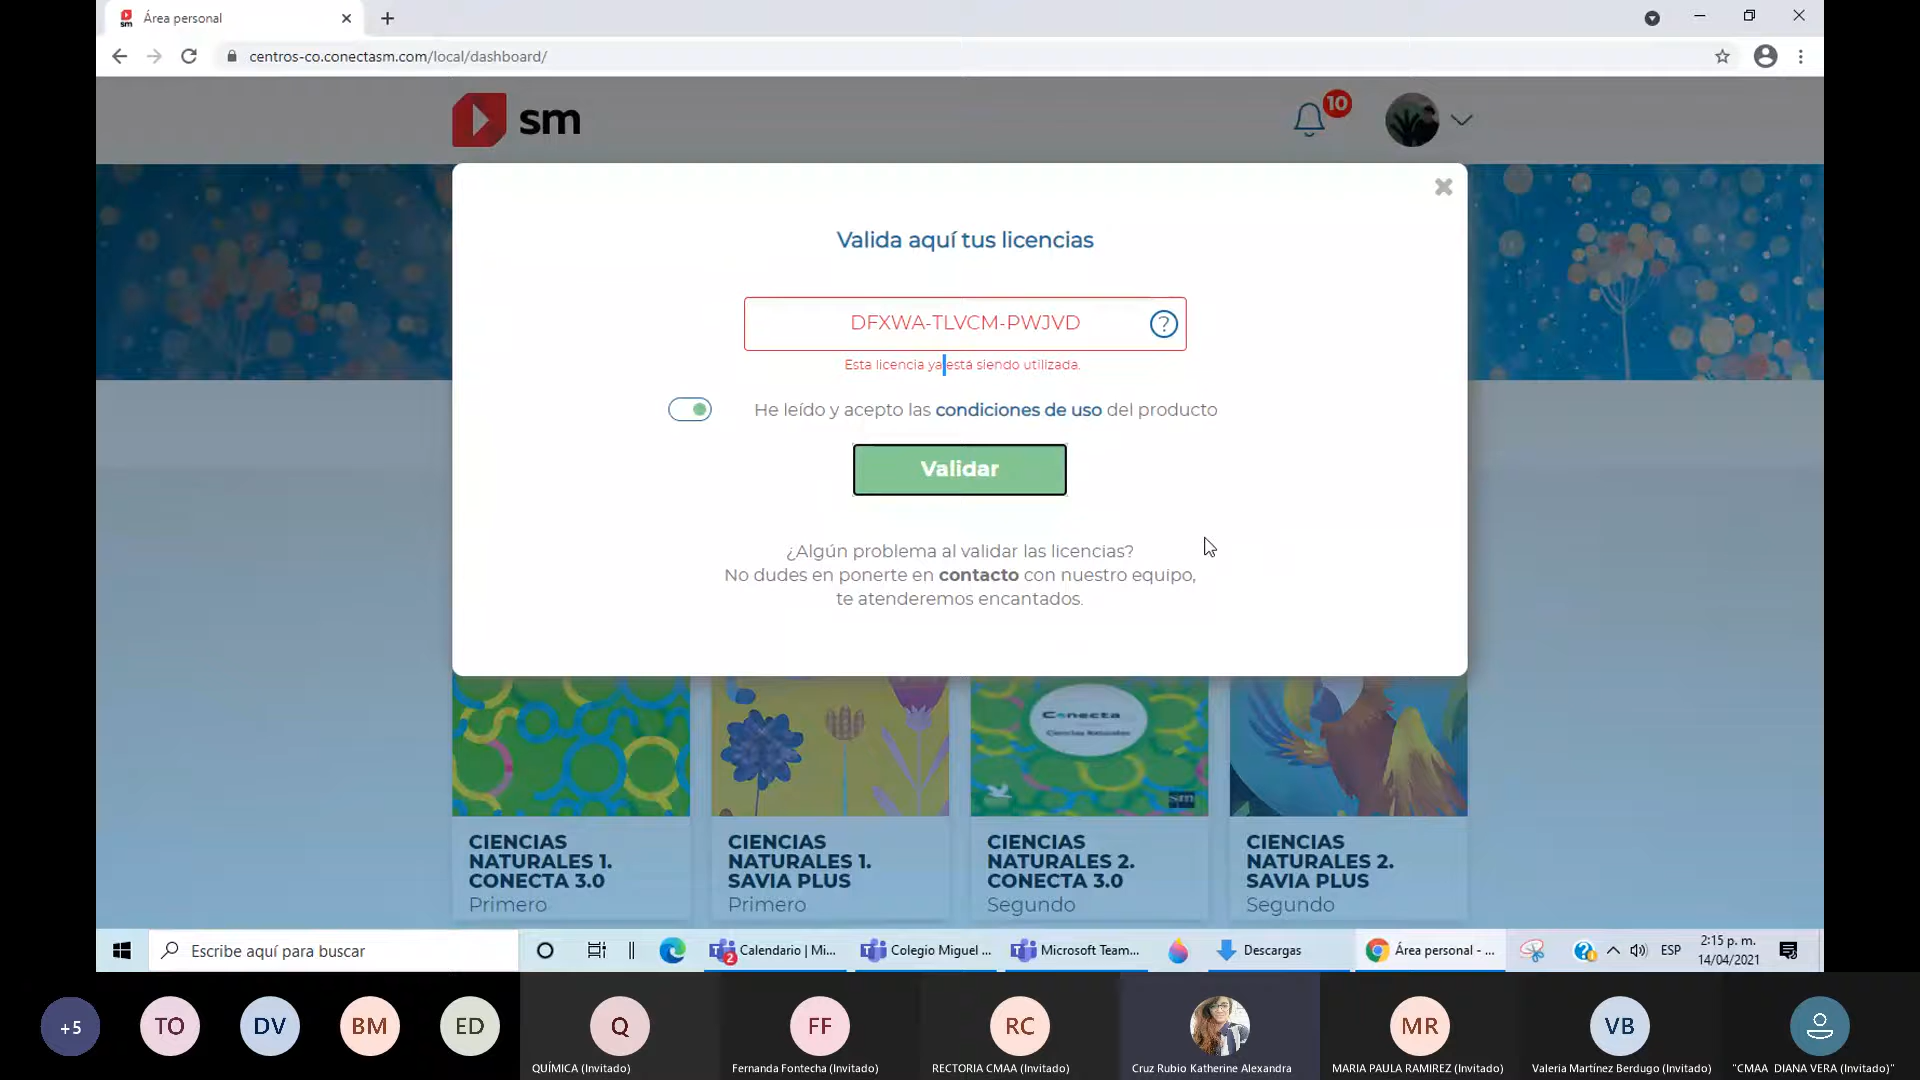 Área personal
centros-co.conectasm.com/local/dashboard/
sm
10
Valida aquí tus licencias
DFXWA-TLVCM-PWJVD
?
Esta licencia ya está siendo utilizada.
He leído y acepto las condiciones de uso del producto
Validar
¿Algún problema al validar las licencias?
No dudes en ponerte en contacto con nuestro equipo,
te atenderemos encantados.
Conecta
Ciencias Naturales
sm
CIENCIAS
NATURALES 1.
CONECTA 3.0
Primero
CIENCIAS
NATURALES 1.
SAVIA PLUS
Primero
CIENCIAS
NATURALES 2.
CONECTA 3.0
Segundo
CIENCIAS
NATURALES 2.
SAVIA PLUS
Segundo
Escribe aquí para buscar
2
Calendario | Mi...
Colegio Miguel ...
Microsoft Team...
Descargas
Área personal - ...
ESP
2:15 p. m.
14/04/2021
+5
TO
DV
BM
ED
Q
QUÍMICA (Invitado)
FF
Fernanda Fontecha (Invitado)
RC
RECTORIA CMAA (Invitado)
Cruz Rubio Katherine Alexandra
MR
MARIA PAULA RAMIREZ (Invitado)
VB
Valeria Martínez Berdugo (Invitado)
"CMAA DIANA VERA (Invitado)"